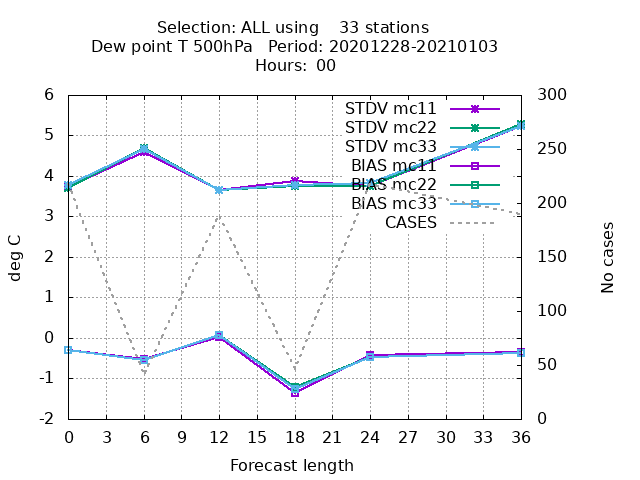 Selection: ALL using 33 stations
Dew point T 500hPa Period: 20201228-20210103
Hours: 00
6 300
STDV mc11
STDV mc22
STDV mc33
BIAS mc11
BIAS mc22
BIAS mc33
CASES
5 250
4 200
3
2 150
1 100
0
-1 50
-2 0
deg C
No cases
0 3 6 9 12 15 18 21 24 27 30 33 36
Forecast length